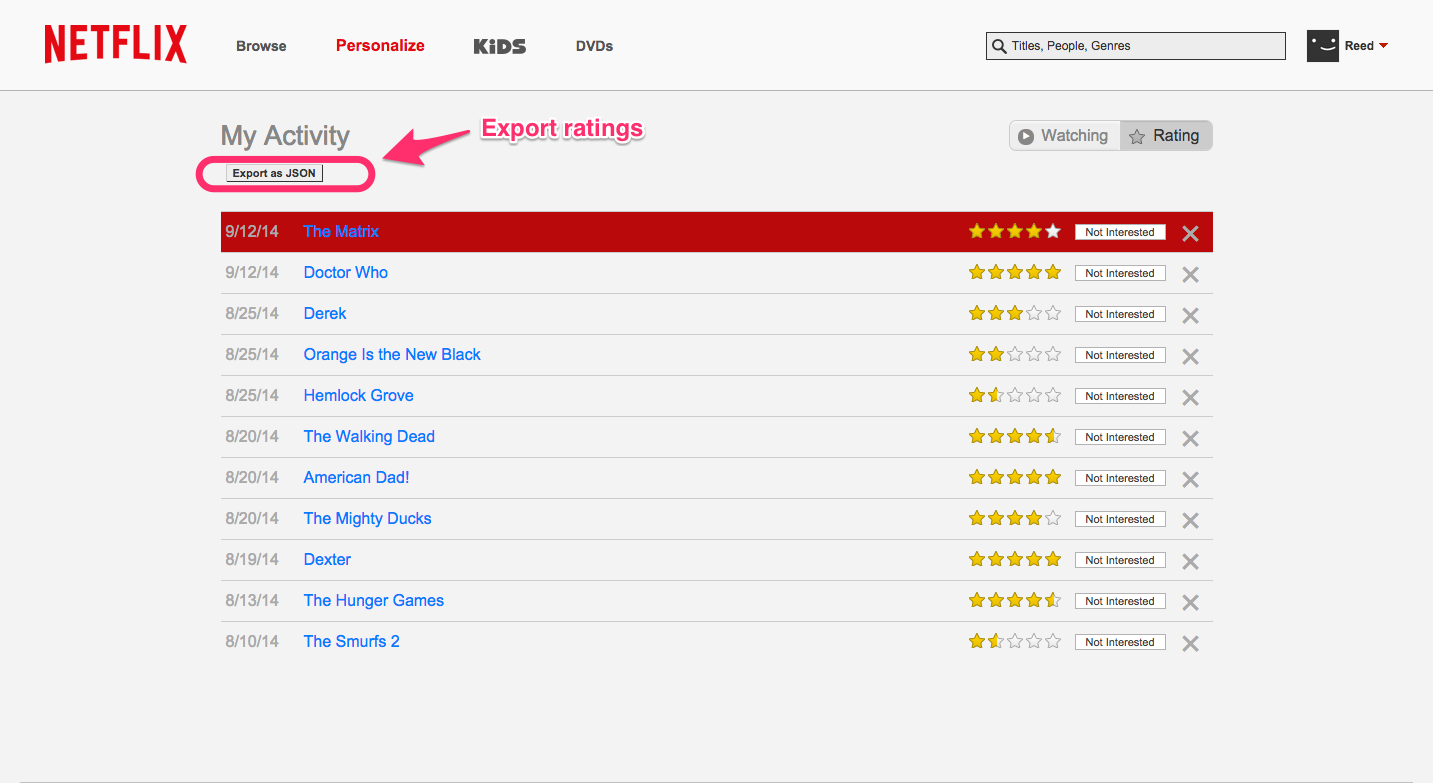 NETFLIX
Browse
Personalize
KiDS
DVDs
Titles, People, Genres
Reed
My Activity
Export ratings
Watching
Rating
Export as JSON
9/12/14 The Matrix Not Interested
9/12/14 Doctor Who Not Interested
8/25/14 Derek Not Interested
8/25/14 Orange Is the New Black Not Interested
8/25/14 Hemlock Grove Not Interested
8/20/14 The Walking Dead Not Interested
8/20/14 American Dad! Not Interested
8/20/14 The Mighty Ducks Not Interested
8/19/14 Dexter Not Interested
8/13/14 The Hunger Games Not Interested
8/10/14 The Smurfs 2 Not Interested